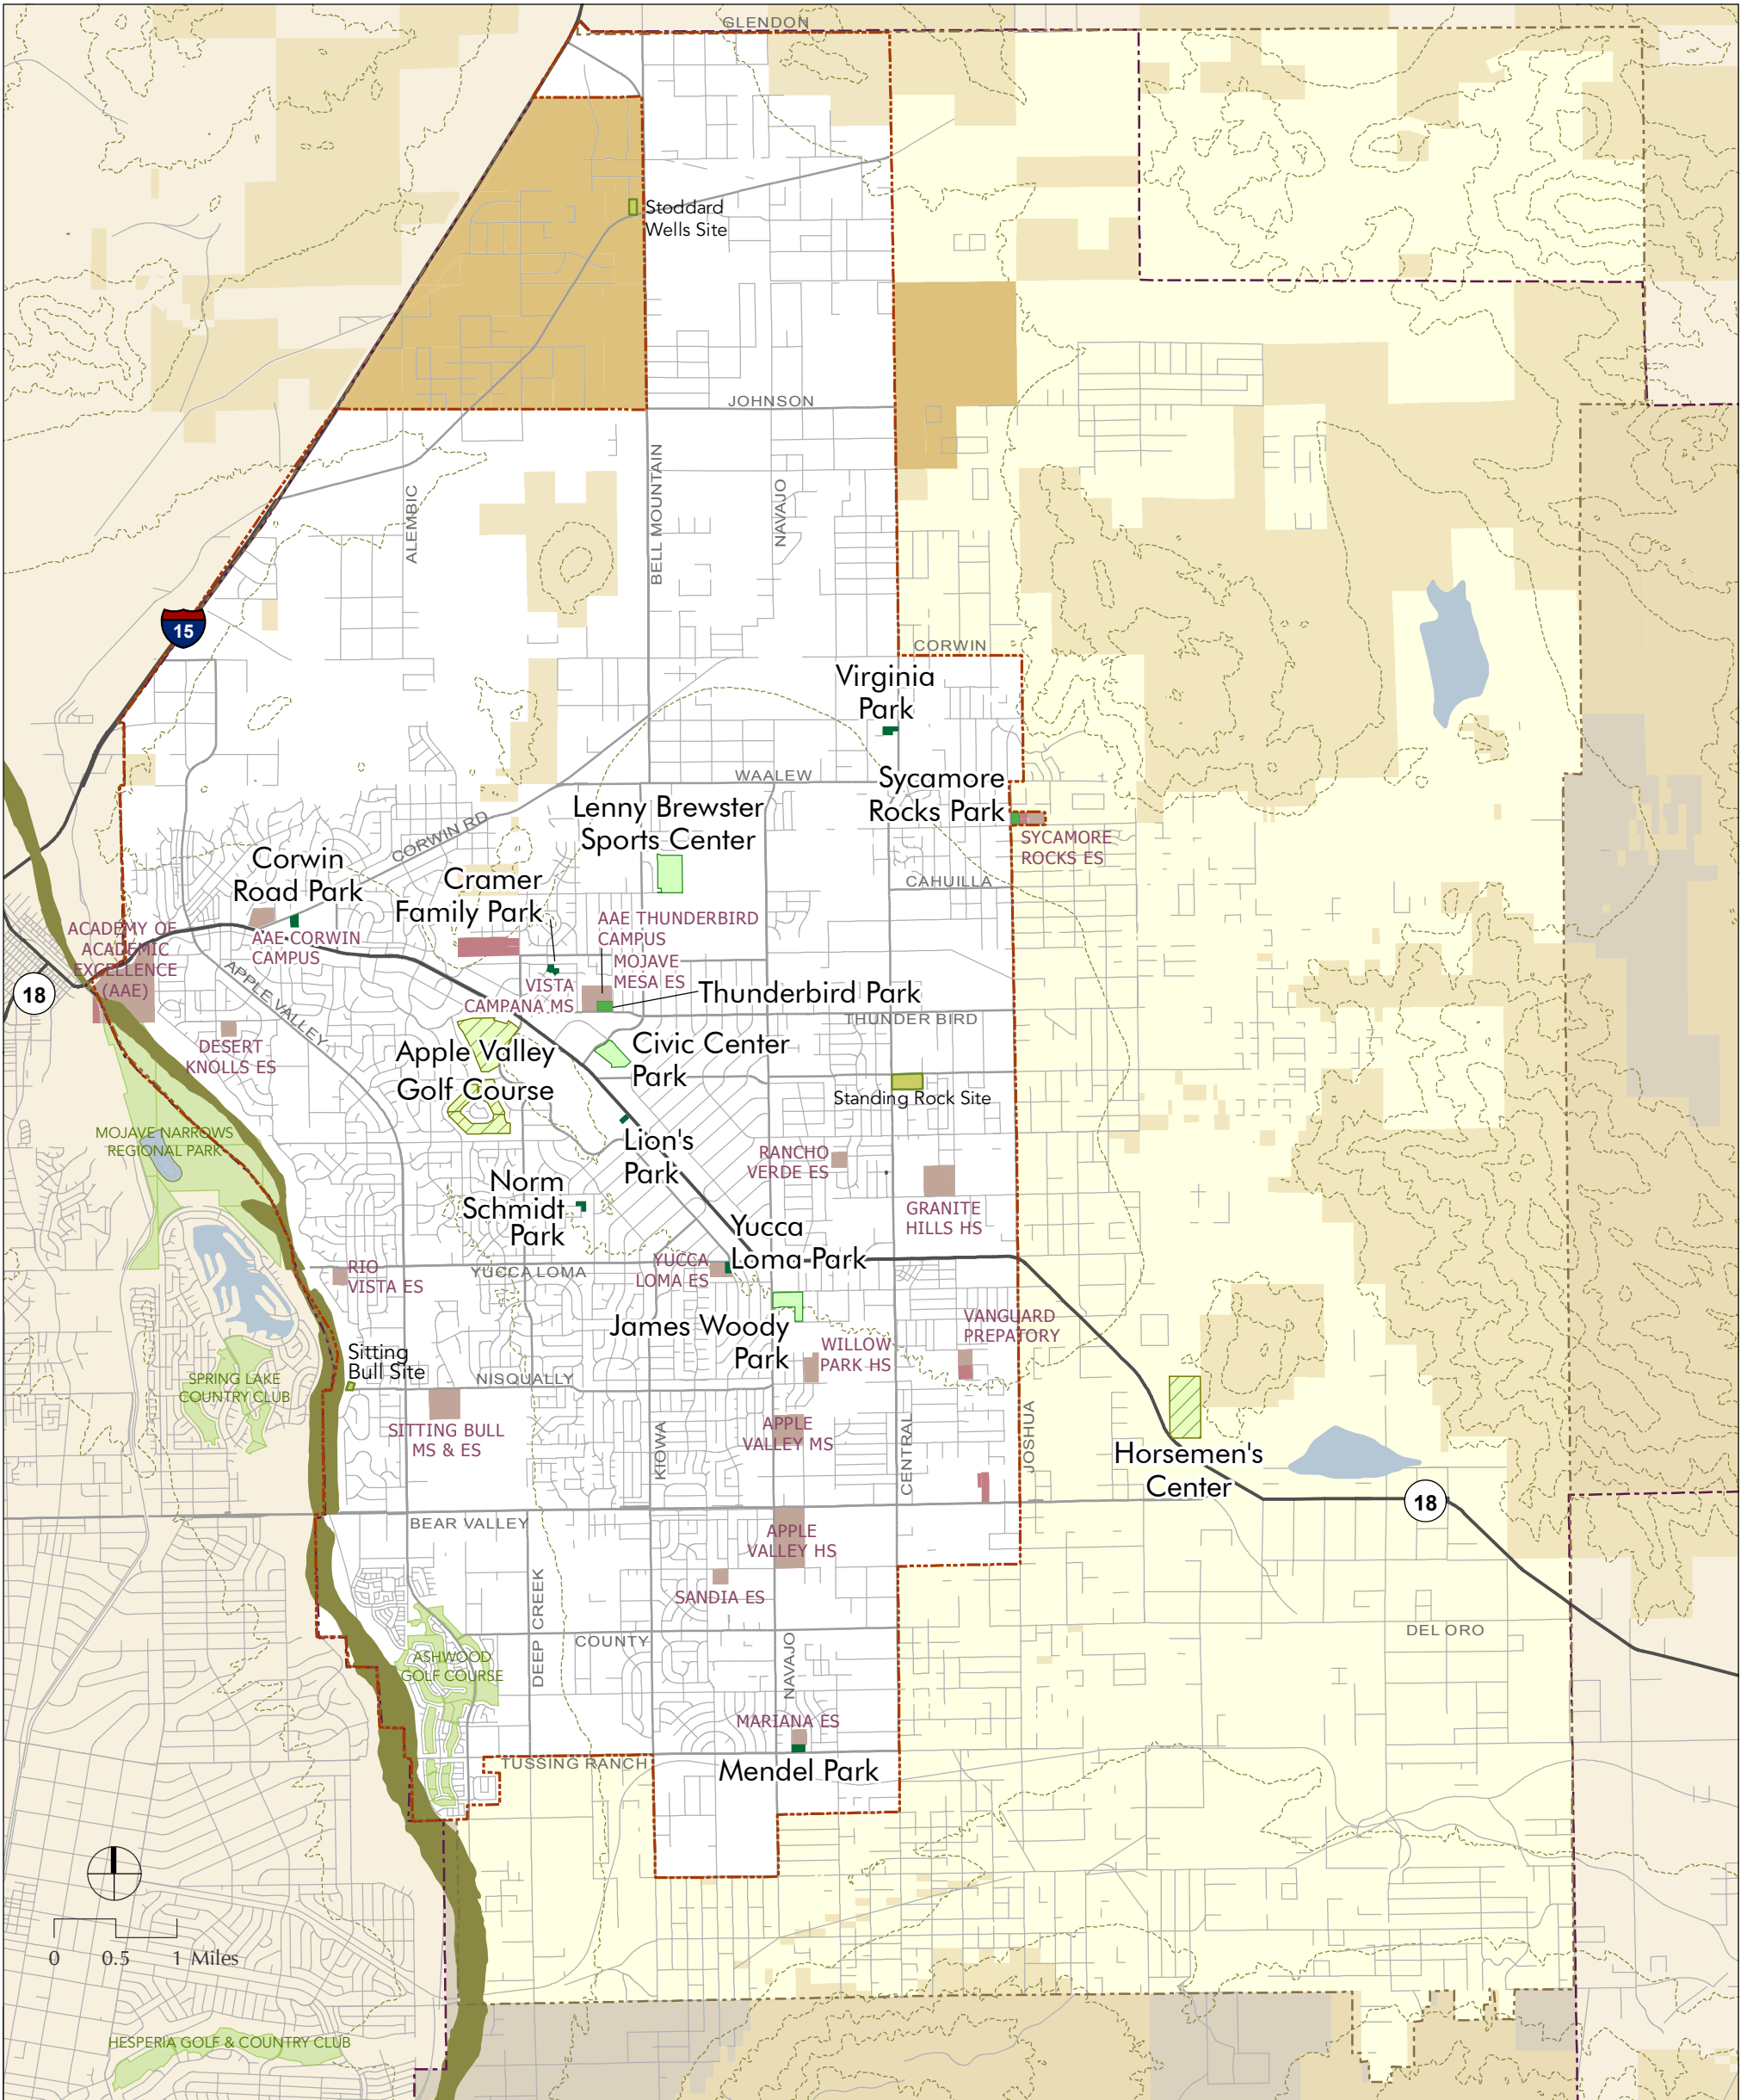 GLENDON
Stoddard
Wells Site
JOHNSON
ALEMBIC
BELL MOUNTAIN
NAVAJO
15
CORWIN
Virginia
Park
WAALEW
Sycamore
Rocks Park
SYCAMORE
ROCKS ES
Lenny Brewster
Sports Center
CORWIN RD
Corwin
Road Park
Cramer
Family Park
CAHUILLA
AAE THUNDERBIRD
CAMPUS
MOJAVE
MESA ES
ACADEMY OF
ACADEMIC
EXCELLENCE
(AAE)
AAE-CORWIN
CAMPUS
VISTA
CAMPANA MS
Thunderbird Park
THUNDER BIRD
18
APPLE VALLEY
DESERT
KNOLLS ES
Apple Valley
Golf Course
Civic Center
Park
Standing Rock Site
MOJAVE NARROWS
REGIONAL PARK
Lion's
Park
RANCHO
VERDE ES
Norm
Schmidt
Park
GRANITE
HILLS HS
Yucca
Loma Park
YUCCA
LOMA ES
RIO
VISTA ES
YUCCA LOMA
James Woody
Park
VANGUARD
PREPATORY
WILLOW
PARK HS
Sitting
Bull Site
SPRING LAKE
COUNTRY CLUB
NISQUALLY
SITTING BULL
MS & ES
KIOWA
APPLE
VALLEY MS
CENTRAL
JOSHUA
Horsemen's
Center
18
BEAR VALLEY
APPLE
VALLEY HS
SANDIA ES
DEEP CREEK
COUNTY
NAVAJO
DEL ORO
ASHWOOD
GOLF COURSE
MARIANA ES
TUSSING RANCH
Mendel Park
0 0.5 1 Miles
HESPERIA GOLF & COUNTRY CLUB